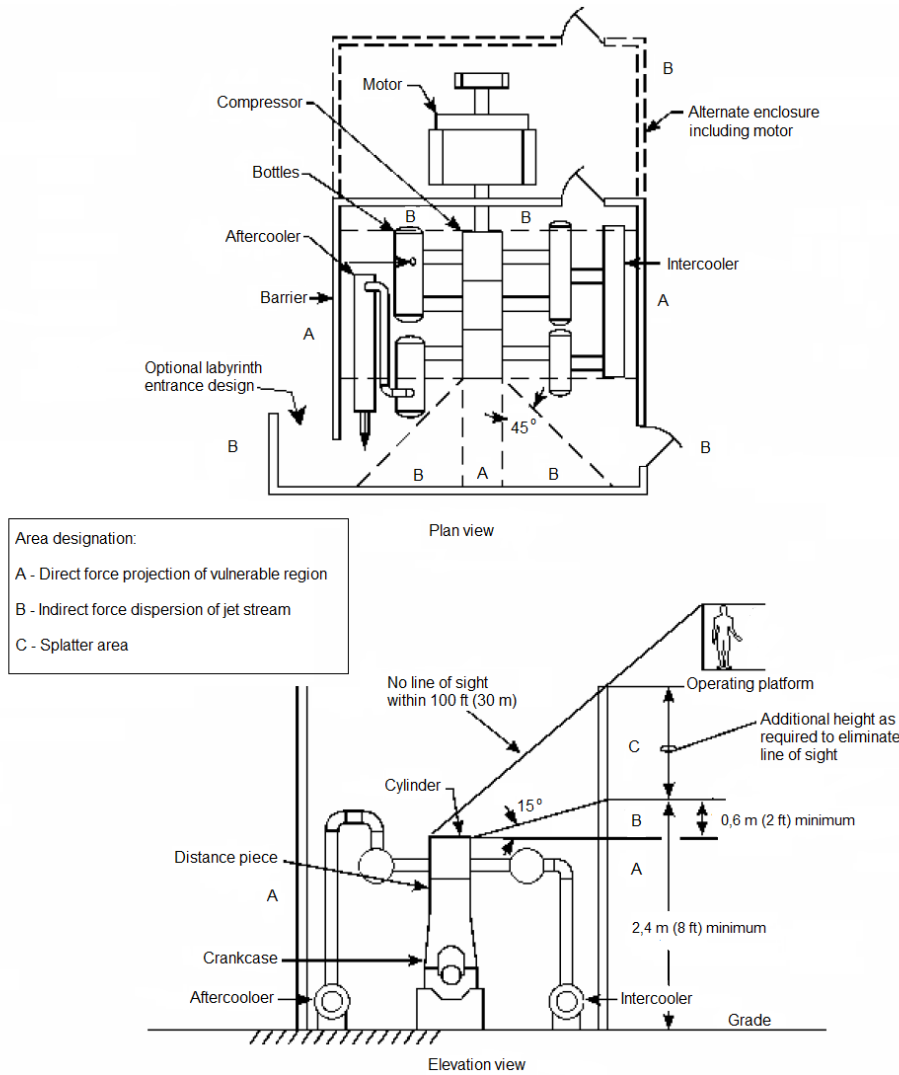 B
Motor
Compressor
Alternate enclosure
including motor
Bottles
B
B
Aftercooler
Intercooler
Barrier
A
A
Optional labyrinth
entrance design
45°
B
B
A
B
B
Plan view
Area designation:
A - Direct force projection of vulnerable region
B - Indirect force dispersion of jet stream
C - Splatter area
No line of sight
within 100 ft (30 m)
Operating platform
Additional height as
required to eliminate
line of sight
C
Cylinder
15°
B
0,6 m (2 ft) minimum
Distance piece
A
A
2,4 m (8 ft) minimum
Crankcase
Aftercooloer
Intercooler
Grade
Elevation view